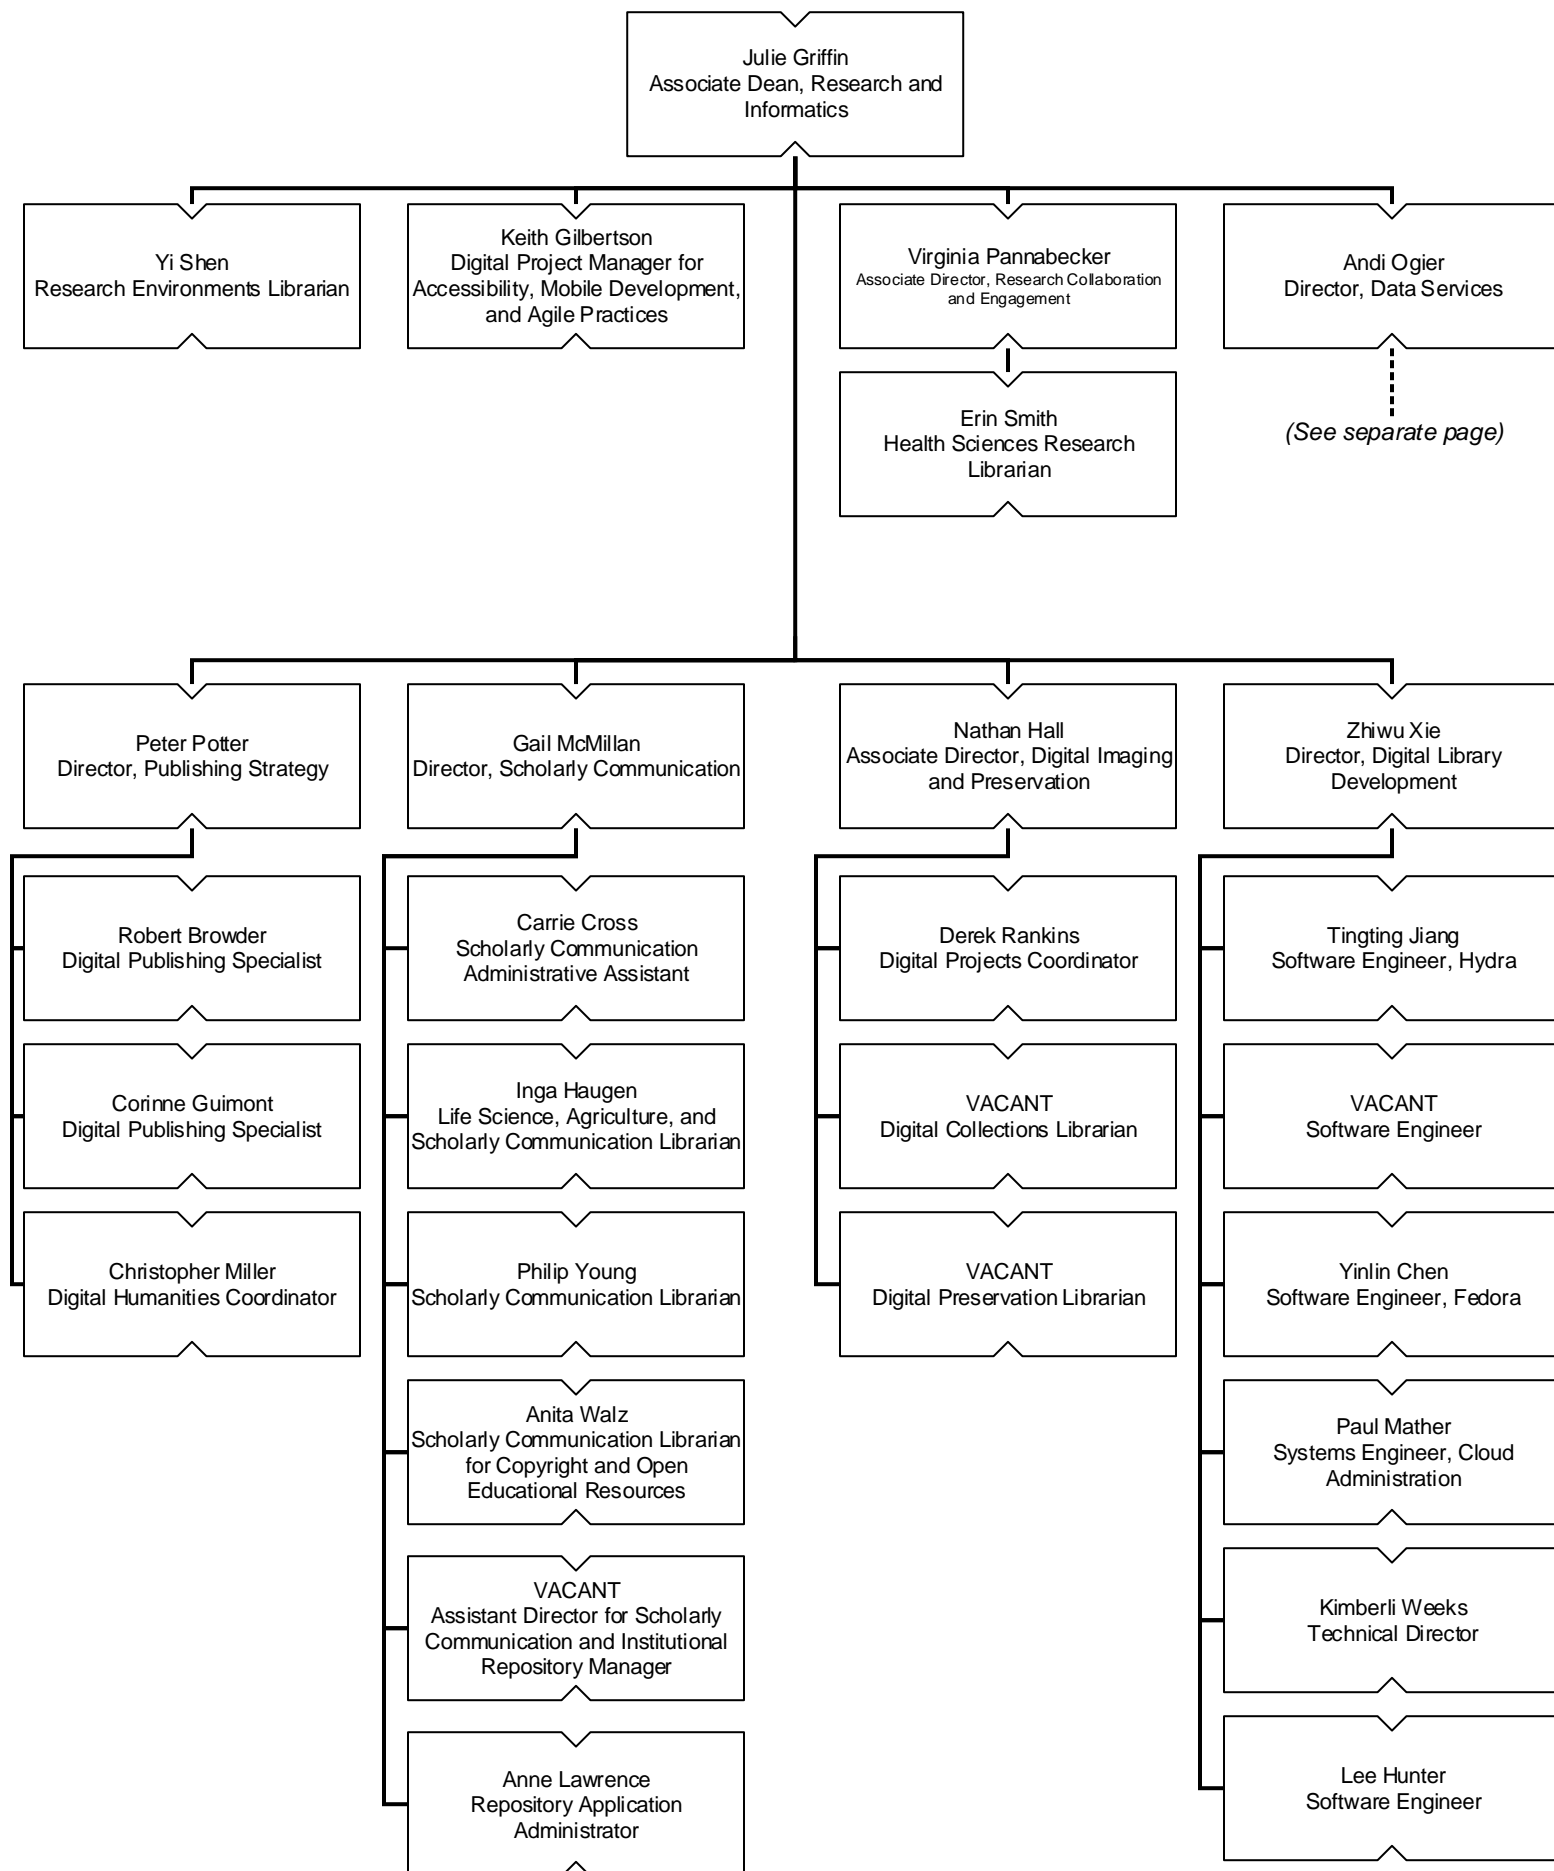 Julie Griffin
Associate Dean, Research and
Informatics
Yi Shen
Research Environments Librarian
Keith Gilbertson
Digital Project Manager for
Accessibility, Mobile Development,
and Agile Practices
Virginia Pannabecker
Associate Director, Research Collaboration
and Engagement
Andi Ogier
Director, Data Services
Erin Smith
Health Sciences Research
Librarian
(See separate page)
Peter Potter
Director, Publishing Strategy
Gail McMillan
Director, Scholarly Communication
Nathan Hall
Associate Director, Digital Imaging
and Preservation
Zhiwu Xie
Director, Digital Library
Development
Robert Browder
Digital Publishing Specialist
Corinne Guimont
Digital Publishing Specialist
Christopher Miller
Digital Humanities Coordinator
Carrie Cross
Scholarly Communication
Administrative Assistant
Inga Haugen
Life Science, Agriculture, and
Scholarly Communication Librarian
Philip Young
Scholarly Communication Librarian
Anita Walz
Scholarly Communication Librarian
for Copyright and Open
Educational Resources
VACANT
Assistant Director for Scholarly
Communication and Institutional
Repository Manager
Anne Lawrence
Repository Application
Administrator
Derek Rankins
Digital Projects Coordinator
VACANT
Digital Collections Librarian
VACANT
Digital Preservation Librarian
Tingting Jiang
Software Engineer, Hydra
VACANT
Software Engineer
Yinlin Chen
Software Engineer, Fedora
Paul Mather
Systems Engineer, Cloud
Administration
Kimberli Weeks
Technical Director
Lee Hunter
Software Engineer